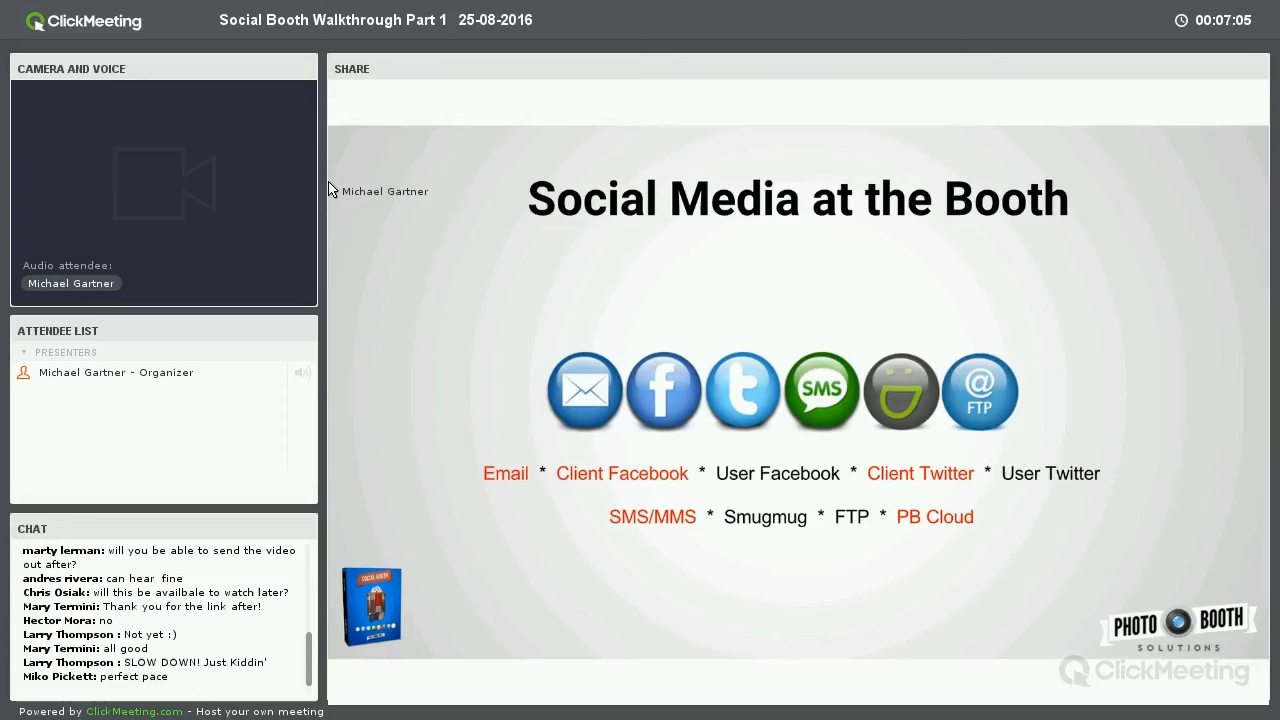 ClickMeeting
Social Booth Walkthrough Part 1   25-08-2016
00:07:05
CAMERA AND VOICE
Audio attendee:
Michael Gartner
ATTENDEE LIST
PRESENTERS
Michael Gartner - Organizer
CHAT
marty lerman: will you be able to send the video
out after?
andres rivera: can hear  fine
Chris Osiak: will this be availbale to watch later?
Mary Termini: Thank you for the link after!
Hector Mora: no
Larry Thompson : Not yet :)
Mary Termini: all good
Larry Thompson : SLOW DOWN! Just Kiddin'
Miko Pickett: perfect pace
Powered by ClickMeeting.com - Host your own meeting
SHARE
Michael Gartner
Social Media at the Booth
f t SMS @
FTP
Email * Client Facebook * User Facebook * Client Twitter * User Twitter
SMS/MMS * Smugmug * FTP * PB Cloud
SOCIAL BOOTH
PHOTO BOOTH
SOLUTIONS
ClickMeeting